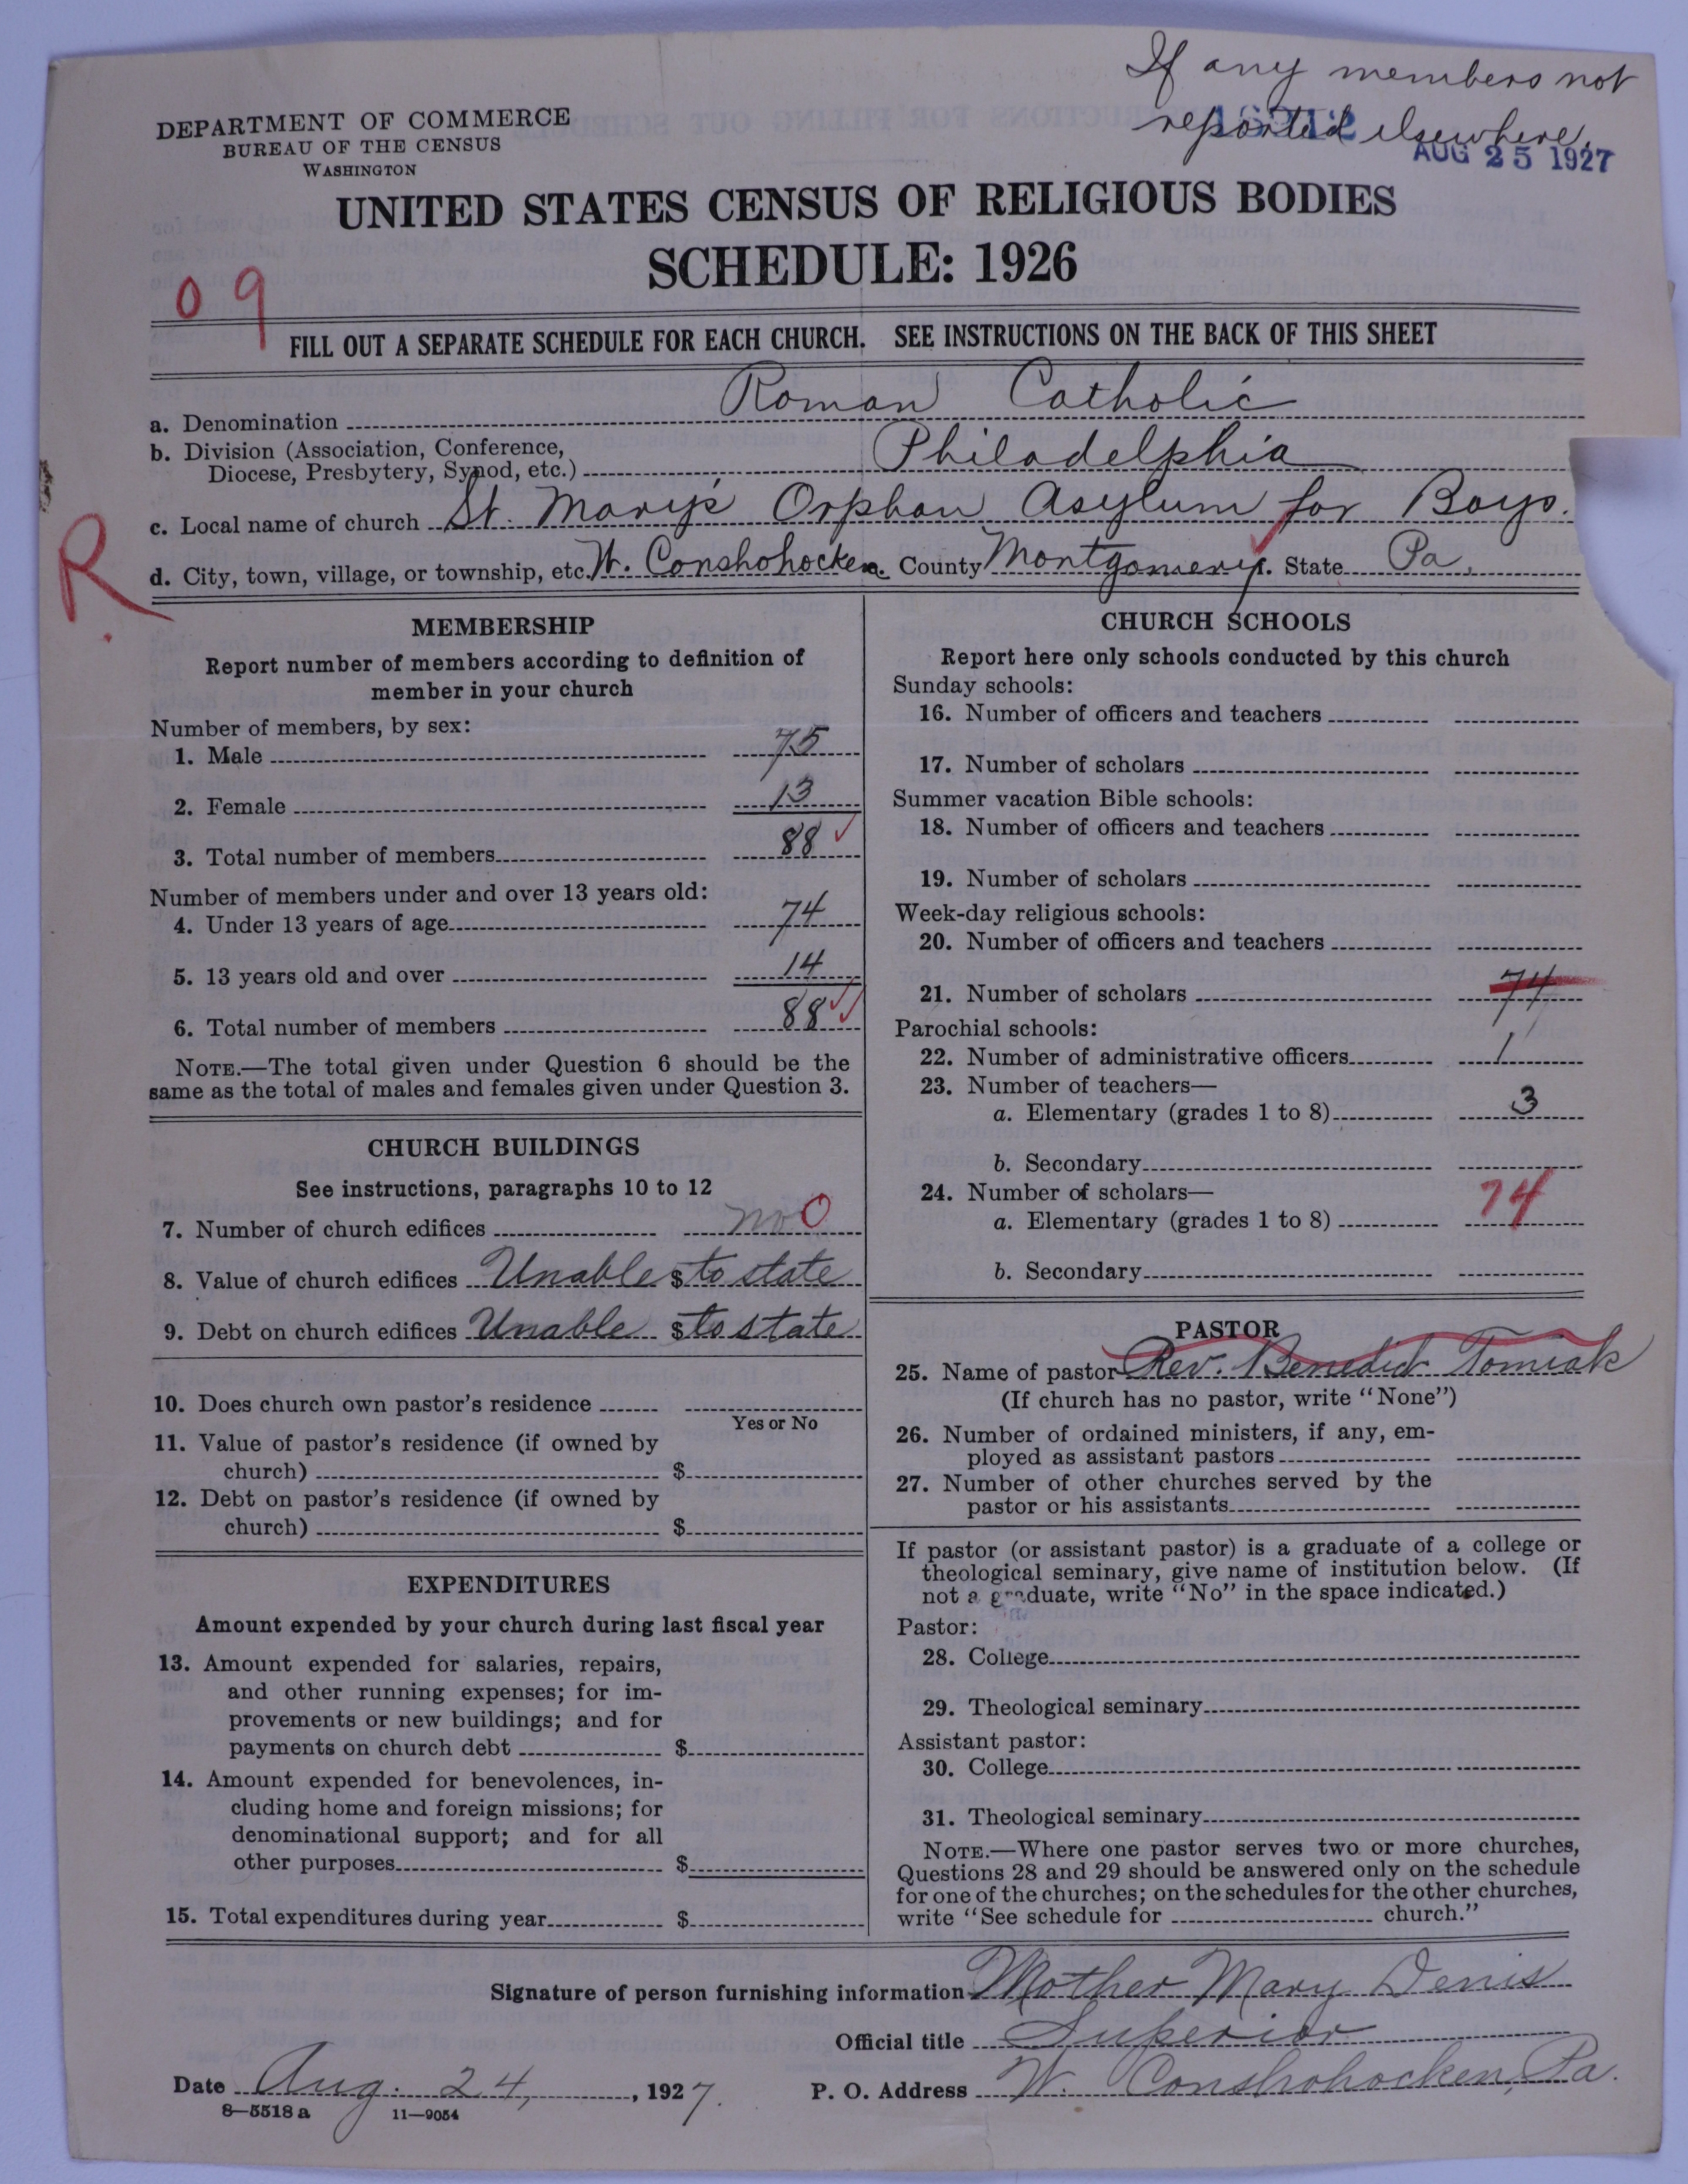 If any members not
reported elsewhere.
AUG 25 1927
DEPARTMENT OF COMMERCE
BUREAU OF THE CENSUS
WASHINGTON
UNITED STATES CENSUS OF RELIGIOUS BODIES
SCHEDULE: 1926
09
FILL OUT A SEPARATE SCHEDULE FOR EACH CHURCH. SEE INSTRUCTIONS ON THE BACK OF THIS SHEET
a. Denomination Roman Catholic
b. Division (Association, Conference,
Diocese, Presbytery, Synod, etc.) Philadelphia
c. Local name of church St. Mary's Orphan Asylum for Boys.
R
d. City, town, village, or township, etc. W. Conshohocken. County Montgomery. State Pa.
MEMBERSHIP
Report number of members according to definition of
member in your church
Number of members, by sex:
1. Male 75
2. Female 13
3. Total number of members 88
Number of members under and over 13 years old:
4. Under 13 years of age 74
5. 13 years old and over 14
6. Total number of members 88
NOTE.—The total given under Question 6 should be the
same as the total of males and females given under Question 3.
CHURCH BUILDINGS
See instructions, paragraphs 10 to 12
7. Number of church edifices no 0
8. Value of church edifices Unable $ to state
9. Debt on church edifices Unable $ to state
10. Does church own pastor's residence
Yes or No
11. Value of pastor's residence (if owned by
church) $
12. Debt on pastor's residence (if owned by
church) $
EXPENDITURES
Amount expended by your church during last fiscal year
13. Amount expended for salaries, repairs,
and other running expenses; for im-
provements or new buildings; and for
payments on church debt $
14. Amount expended for benevolences, in-
cluding home and foreign missions; for
denominational support; and for all
other purposes $
15. Total expenditures during year $
CHURCH SCHOOLS
Report here only schools conducted by this church
Sunday schools:
16. Number of officers and teachers
17. Number of scholars
Summer vacation Bible schools:
18. Number of officers and teachers
19. Number of scholars
Week-day religious schools:
20. Number of officers and teachers
21. Number of scholars 74
Parochial schools:
22. Number of administrative officers 1
23. Number of teachers—
a. Elementary (grades 1 to 8) 3
b. Secondary
24. Number of scholars—
a. Elementary (grades 1 to 8) 74
b. Secondary
PASTOR
25. Name of pastor Rev. Benedict Tomiak
(If church has no pastor, write "None")
26. Number of ordained ministers, if any, em-
ployed as assistant pastors
27. Number of other churches served by the
pastor or his assistants
If pastor (or assistant pastor) is a graduate of a college or
theological seminary, give name of institution below. (If
not a graduate, write "No" in the space indicated.)
Pastor:
28. College
29. Theological seminary
Assistant pastor:
30. College
31. Theological seminary
NOTE.—Where one pastor serves two or more churches,
Questions 28 and 29 should be answered only on the schedule
for one of the churches; on the schedules for the other churches,
write "See schedule for church."
Signature of person furnishing information Mother Mary Denis
Official title Superior
Date Aug. 24, 1927. P. O. Address W. Conshohocken, Pa.
8—5518 a 11—9054